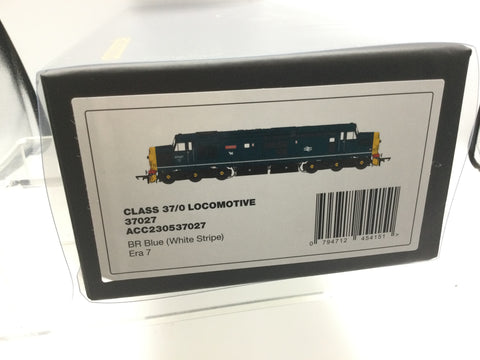 CLASS 37/0 LOCOMOTIVE
37027
ACC230537027
BR Blue (White Stripe)
Era 7
0 794712 454151 >